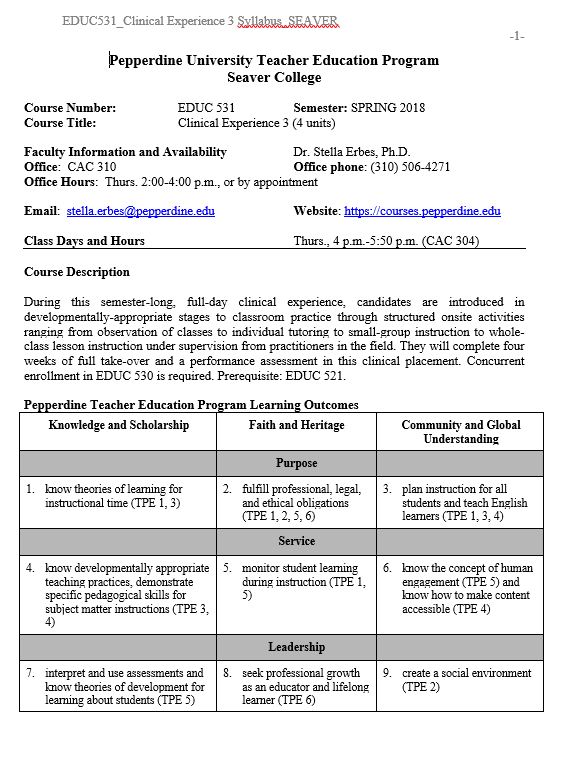 EDUC531_Clinical Experience 3 Syllabus_SEAVER
-1-
Pepperdine University Teacher Education Program
Seaver College
Course Number: EDUC 531 Semester: SPRING 2018
Course Title: Clinical Experience 3 (4 units)
Faculty Information and Availability Dr. Stella Erbes, Ph.D.
Office: CAC 310 Office phone: (310) 506-4271
Office Hours: Thurs. 2:00-4:00 p.m., or by appointment
Email: stella.erbes@pepperdine.edu Website: https://courses.pepperdine.edu
Class Days and Hours Thurs., 4 p.m.-5:50 p.m. (CAC 304)
Course Description
During this semester-long, full-day clinical experience, candidates are introduced in
developmentally-appropriate stages to classroom practice through structured onsite activities
ranging from observation of classes to individual tutoring to small-group instruction to whole-
class lesson instruction under supervision from practitioners in the field. They will complete four
weeks of full take-over and a performance assessment in this clinical placement. Concurrent
enrollment in EDUC 530 is required. Prerequisite: EDUC 521.
Pepperdine Teacher Education Program Learning Outcomes
Knowledge and Scholarship
Faith and Heritage
Community and Global
Understanding
Purpose
1. know theories of learning for
instructional time (TPE 1, 3)
2. fulfill professional, legal,
and ethical obligations
(TPE 1, 2, 5, 6)
3. plan instruction for all
students and teach English
learners (TPE 1, 3, 4)
Service
4. know developmentally appropriate
teaching practices, demonstrate
specific pedagogical skills for
subject matter instructions (TPE 3,
4)
5. monitor student learning
during instruction (TPE 1,
5)
6. know the concept of human
engagement (TPE 5) and
know how to make content
accessible (TPE 4)
Leadership
7. interpret and use assessments and
know theories of development for
learning about students (TPE 5)
8. seek professional growth
as an educator and lifelong
learner (TPE 6)
9. create a social environment
(TPE 2)